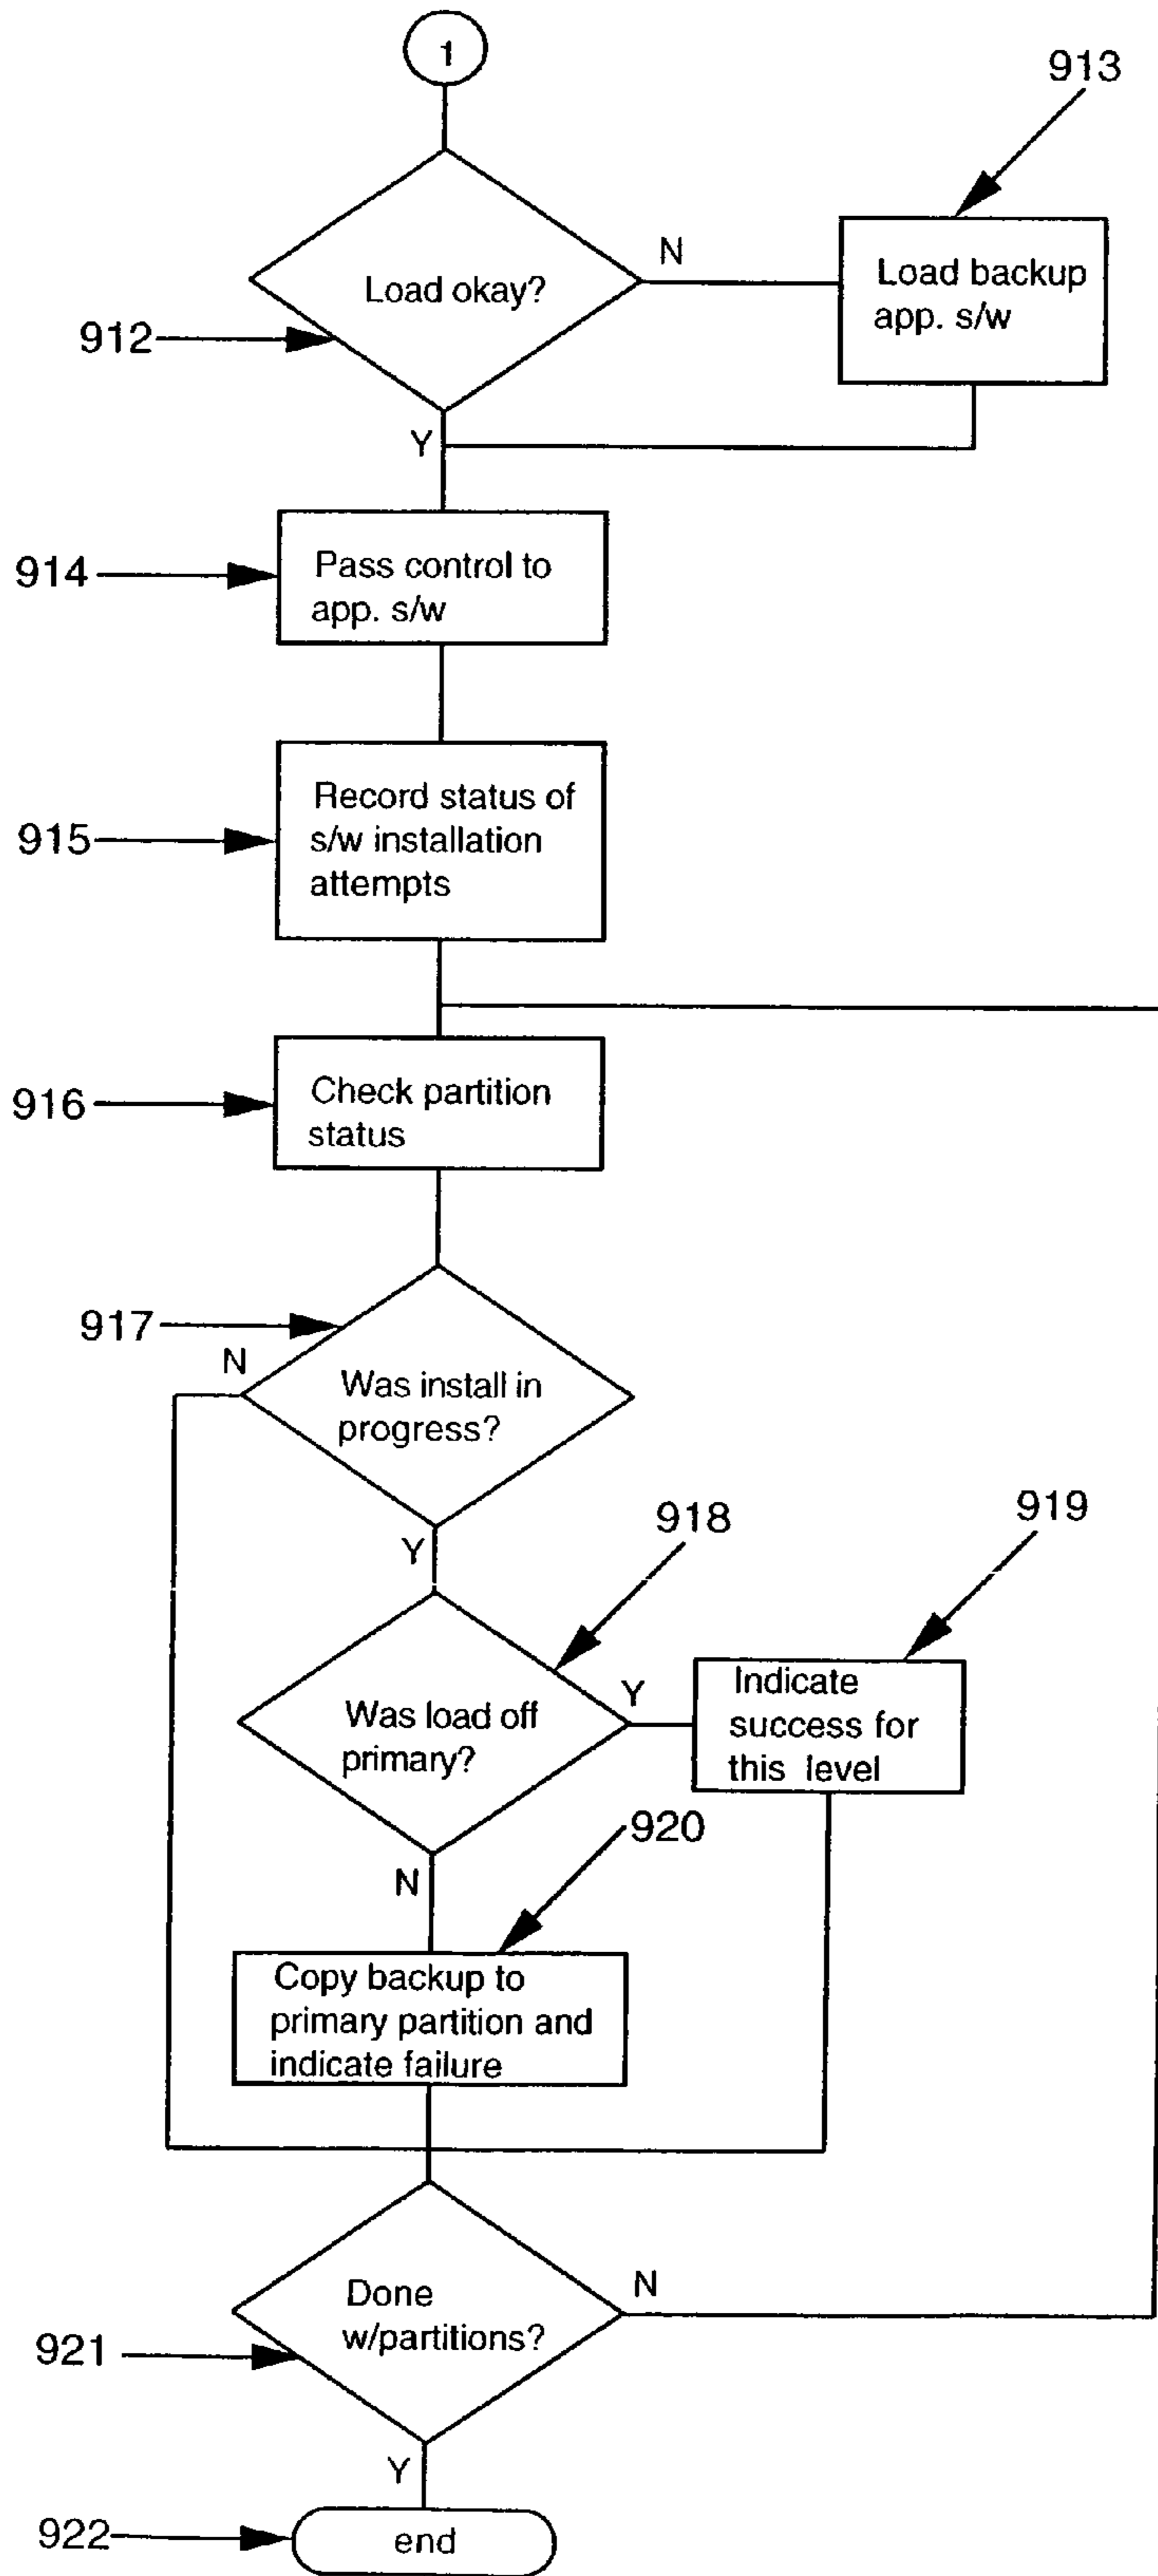 1
913
Load okay?
N
Load backup
app. s/w
912
Y
914
Pass control to
app. s/w
915
Record status of
s/w installation
attempts
916
Check partition
status
917
N
Was install in
progress?
Y
918
919
Was load off
primary?
Y
Indicate
success for
this level
920
N
Copy backup to
primary partition and
indicate failure
Done
w/partitions?
N
921
Y
922
end